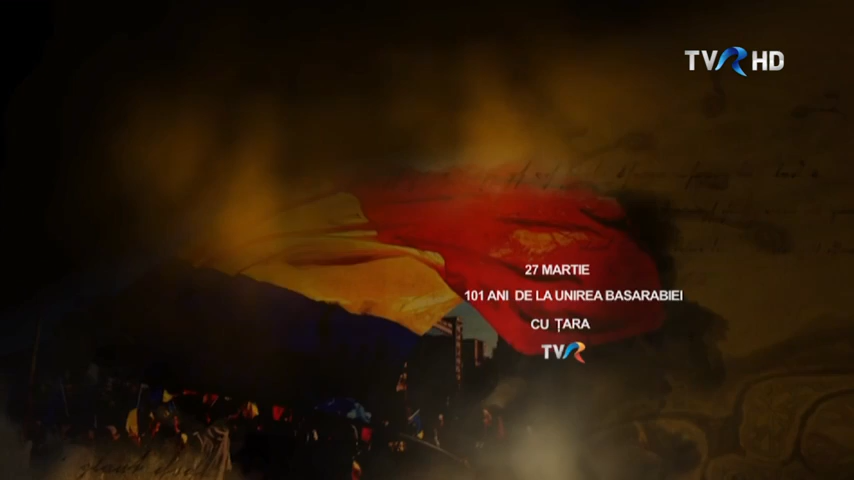 TVR HD
27 MARTIE
101 ANI DE LA UNIREA BASARABIEI
CU ȚARA
TVR